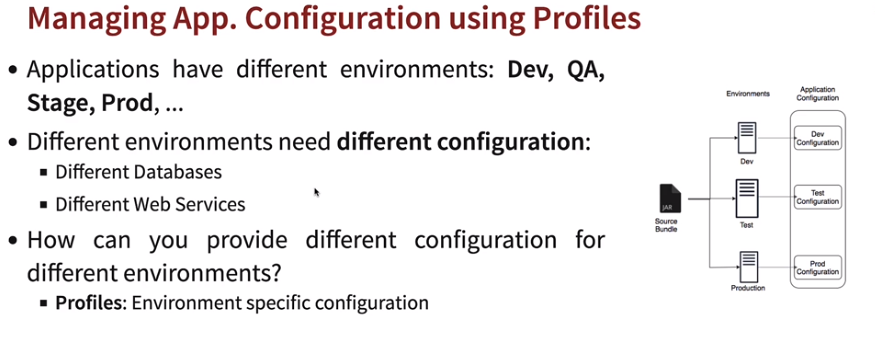 Managing App. Configuration using Profiles
• Applications have different environments: Dev, QA,
Stage, Prod, ...
• Different environments need different configuration:
▪ Different Databases
▪ Different Web Services
• How can you provide different configuration for
different environments?
▪ Profiles: Environment specific configuration
Environments
Application
Configuration
Dev
Dev
Configuration
JAR
Source
Bundle
Test
Test
Configuration
Production
Prod
Configuration